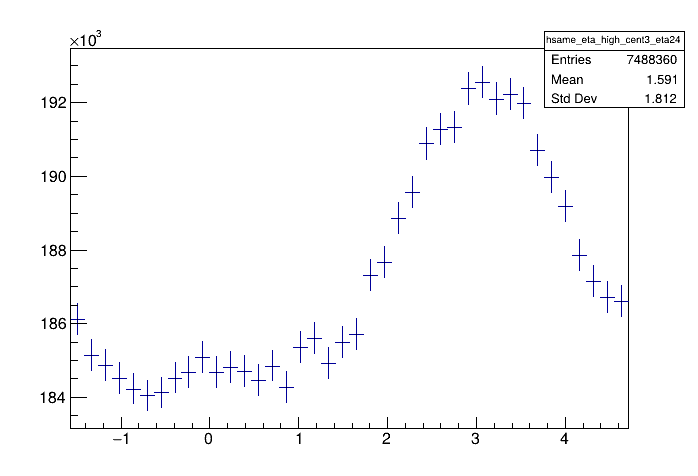 ×10³
hsame_eta_high_cent3_eta24
Entries 7488360
Mean 1.591
Std Dev 1.812
192
190
188
186
184
−1 0 1 2 3 4